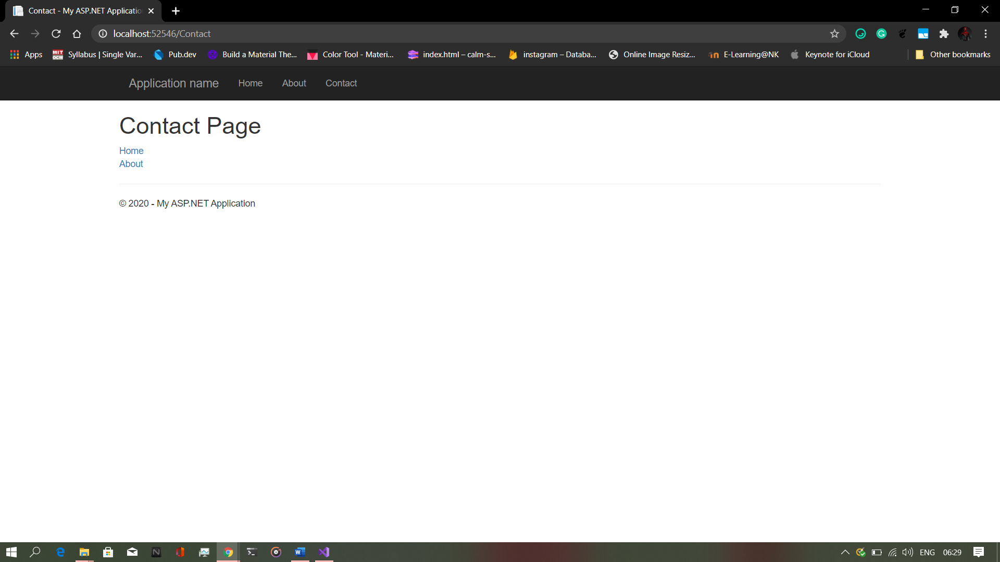 Contact - My ASP.NET Applicatio
localhost:52546/Contact
Apps
MIT OCW Syllabus | Single Var...
Pub.dev
Build a Material The...
Color Tool - Materi...
index.html – calm-s...
instagram – Databa...
Online Image Resiz...
E-Learning@NK
Keynote for iCloud
Other bookmarks
Application name Home About Contact
Contact Page
Home
About
© 2020 - My ASP.NET Application
ENG 06:29